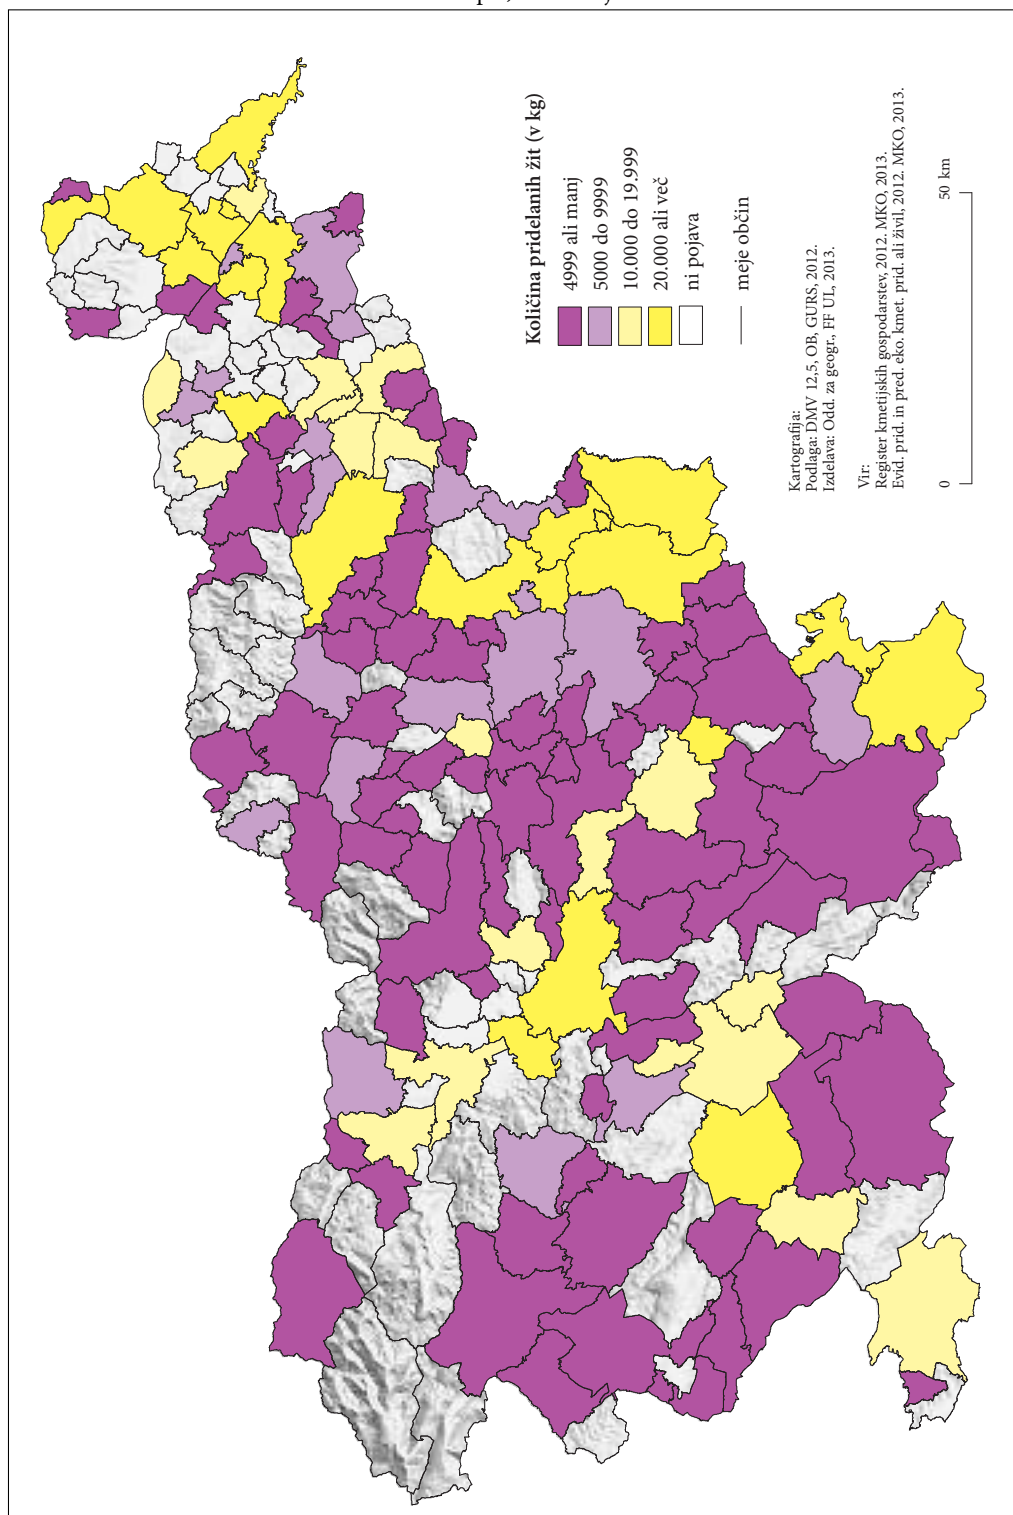 Količina pridelanih žit (v kg)
4999 ali manj
5000 do 9999
10.000 do 19.999
20.000 ali več
ni pojava
meje občin
Kartografija:
Podlaga: DMV 12,5, OB, GURS, 2012.
Izdelava: Odd. za geogr., FF UL, 2013.
Vir:
Register kmetijskih gospodarstev, 2012. MKO, 2013.
Evid. prid. in pred. eko. kmet. prid. ali živil, 2012. MKO, 2013.
0 50 km